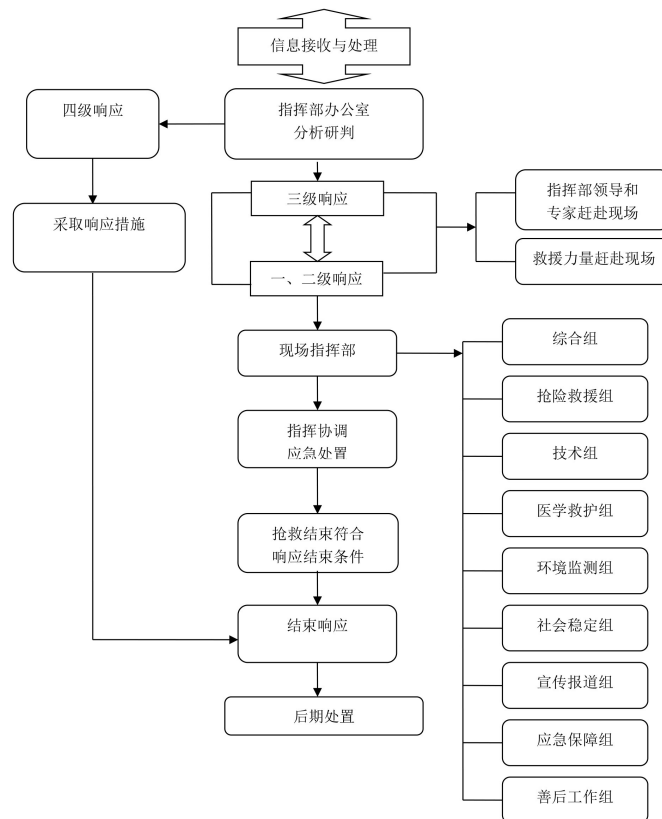 信息接收与处理
四级响应
指挥部办公室
分析研判
三级响应
指挥部领导和
专家赶赴现场
采取响应措施
救援力量赶赴现场
一、二级响应
综合组
现场指挥部
抢险救援组
指挥协调
应急处置
技术组
医学救护组
抢救结束符合
响应结束条件
环境监测组
结束响应
社会稳定组
宣传报道组
后期处置
应急保障组
善后工作组